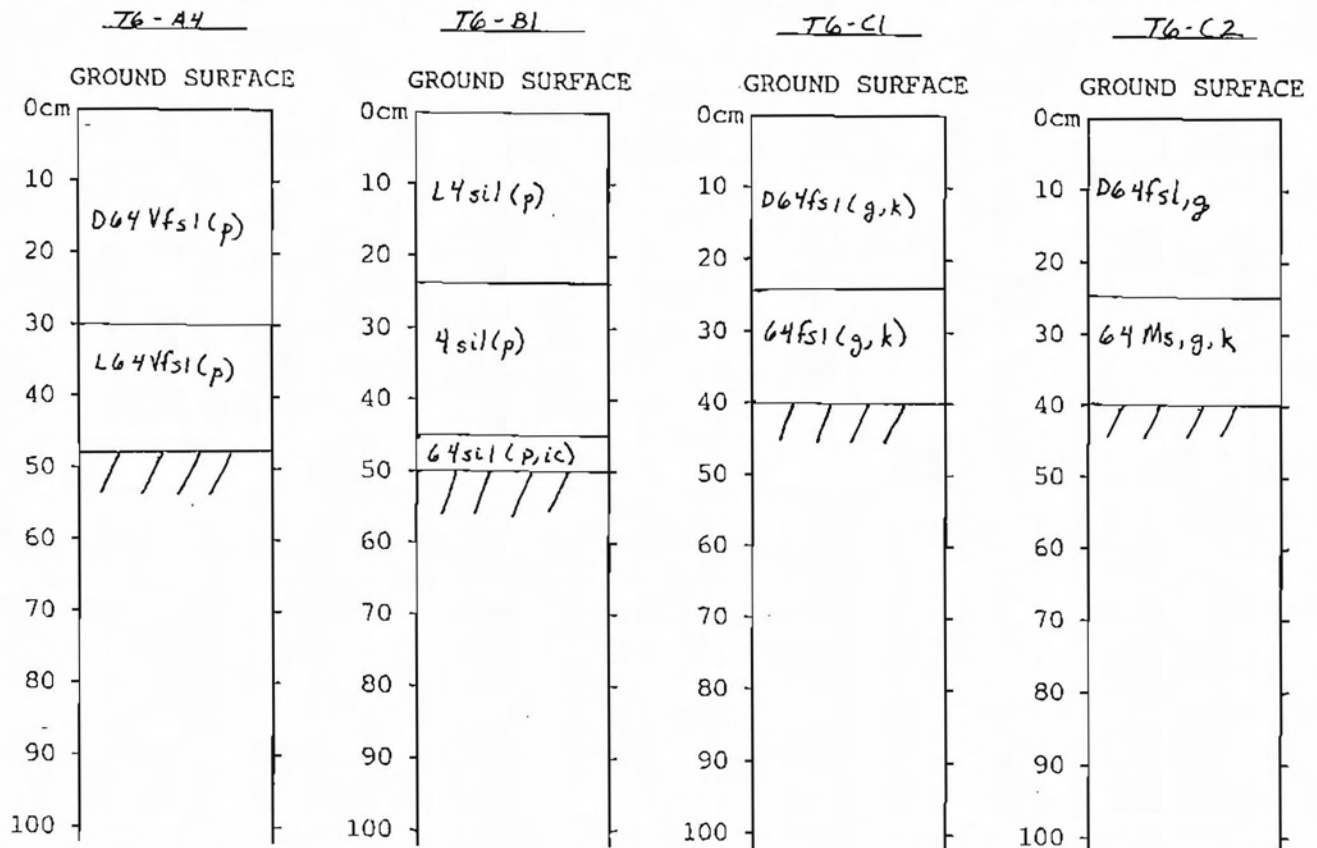 T6-A4
GROUND SURFACE
0cm
10
20
30
40
50
60
70
80
90
100
D64Vfsl(p)
L64Vfsl(p)
T6-B1
GROUND SURFACE
0cm
10
20
30
40
50
60
70
80
90
100
L4sil(p)
4sil(p)
64sil(p,ic)
T6-C1
GROUND SURFACE
0cm
10
20
30
40
50
60
70
80
90
100
D64fsl(g,k)
64fsl(g,k)
T6-C2
GROUND SURFACE
0cm
10
20
30
40
50
60
70
80
90
100
D64fsl,g
64Ms,g,k